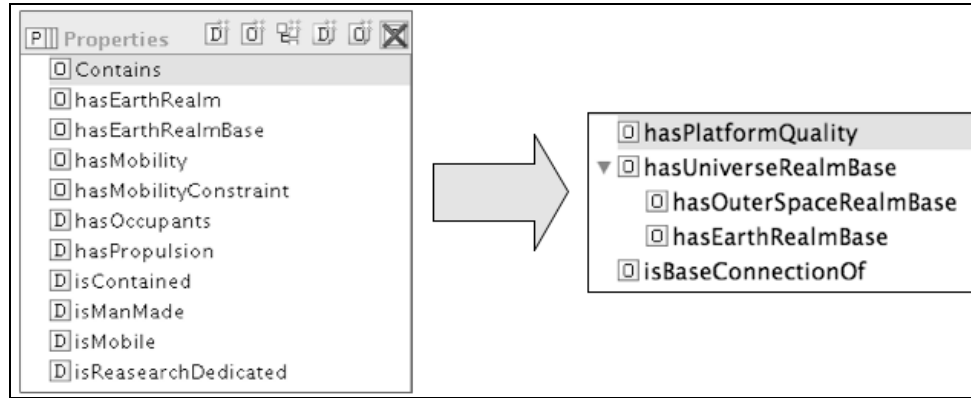 P Properties D O D O
O Contains
O hasEarthRealm
O hasEarthRealmBase
O hasMobility
O hasMobilityConstraint
D hasOccupants
D hasPropulsion
D isContained
D isManMade
D isMobile
D isReasearchDedicated
O hasPlatformQuality
O hasUniverseRealmBase
O hasOuterSpaceRealmBase
O hasEarthRealmBase
O isBaseConnectionOf